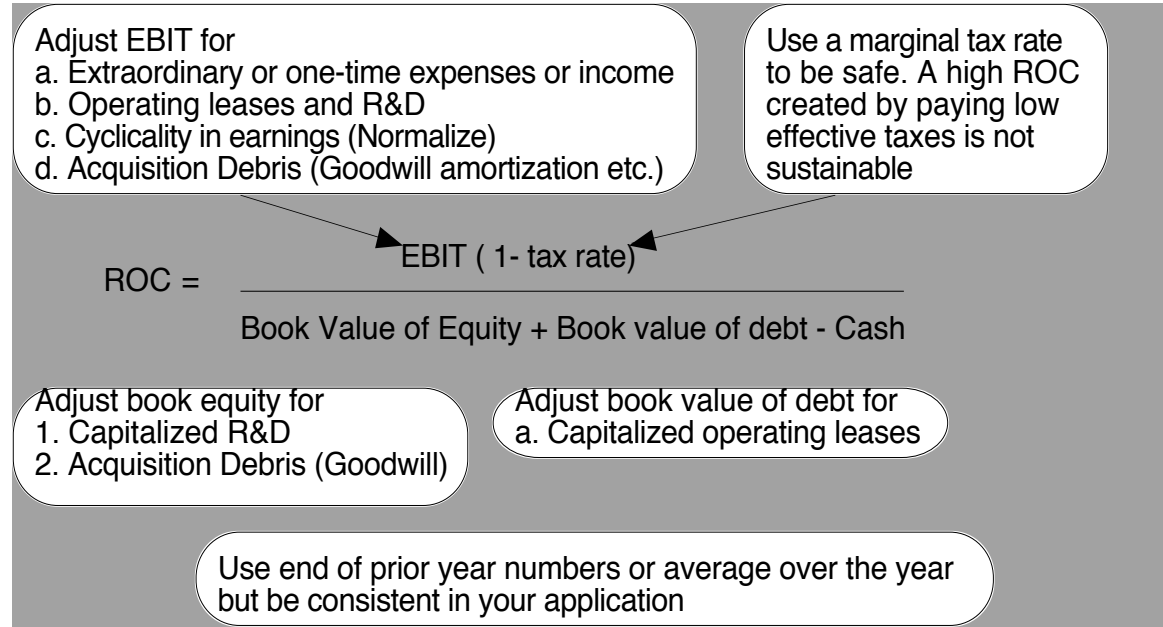 Adjust EBIT for
a. Extraordinary or one-time expenses or income
b. Operating leases and R&D
c. Cyclicality in earnings (Normalize)
d. Acquisition Debris (Goodwill amortization etc.)
Use a marginal tax rate
to be safe. A high ROC
created by paying low
effective taxes is not
sustainable
EBIT ( 1- tax rate)
ROC =
Book Value of Equity + Book value of debt - Cash
Adjust book equity for
1. Capitalized R&D
2. Acquisition Debris (Goodwill)
Adjust book value of debt for
a. Capitalized operating leases
Use end of prior year numbers or average over the year
but be consistent in your application